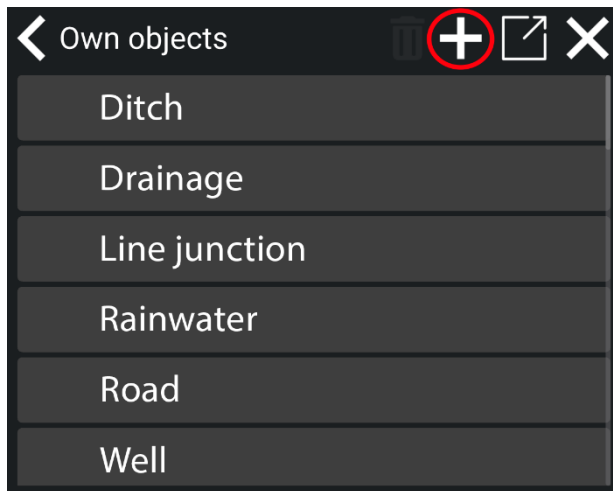 Own objects
Ditch
Drainage
Line junction
Rainwater
Road
Well